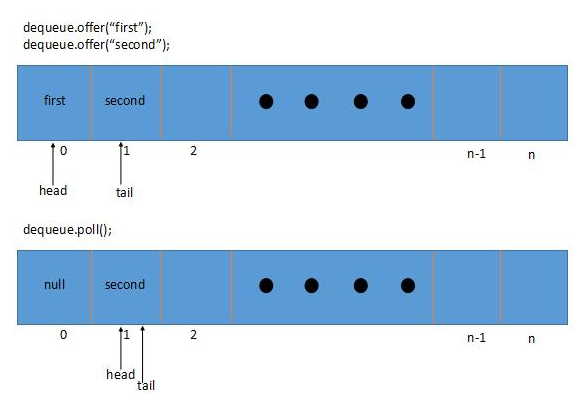 dequeue.offer(“first”);
dequeue.offer(“second”);
first second
0 1 2 n-1 n
head tail
dequeue.poll();
null second
0 1 2 n-1 n
head
tail